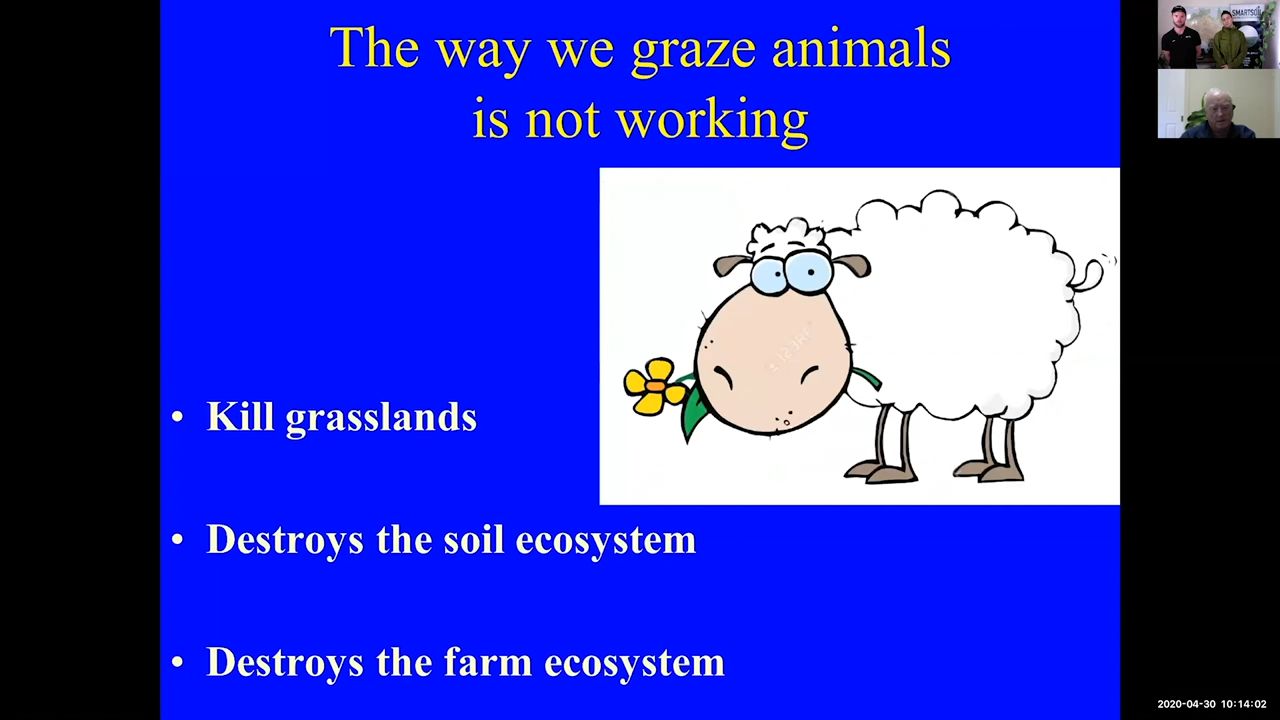 The way we graze animals
is not working
• Kill grasslands
• Destroys the soil ecosystem
• Destroys the farm ecosystem
SMARTSOIL
2020-04-30 10:14:02